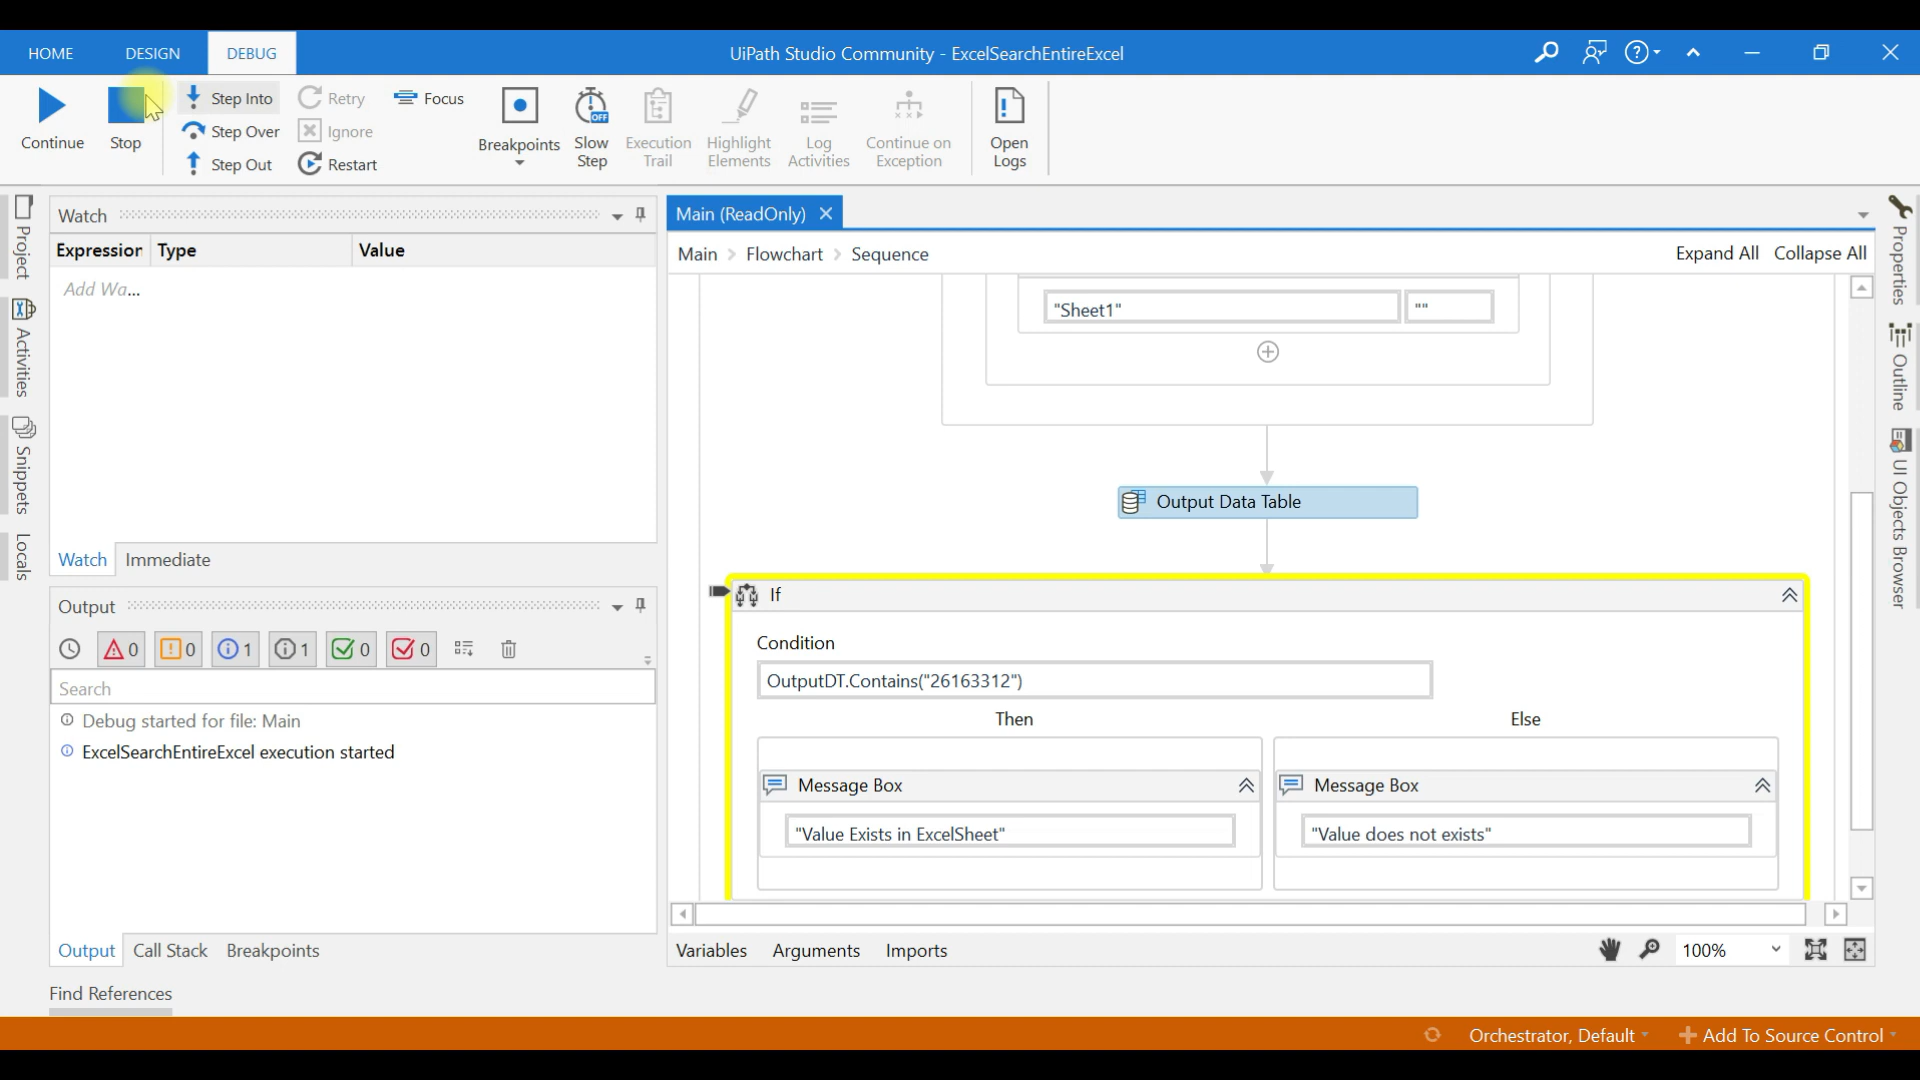 HOME DESIGN DEBUG UiPath Studio Community - ExcelSearchEntireExcel
Continue Stop Step Into Step Over Step Out Retry Ignore Restart Focus Breakpoints Slow Step OFF Execution Trail Highlight Elements Log Activities Continue on Exception Open Logs
Project
Activities
Snippets
Locals
Watch
Expression Type Value
Add Wa...
Watch Immediate
Output
0 0 1 1 0 0
Search
Debug started for file: Main
ExcelSearchEntireExcel execution started
Output Call Stack Breakpoints
Find References
Main (ReadOnly)
Main > Flowchart > Sequence Expand All Collapse All
"Sheet1" ""
Output Data Table
If
Condition
OutputDT.Contains("26163312")
Then Else
Message Box Message Box
"Value Exists in ExcelSheet" "Value does not exists"
Variables Arguments Imports 100%
Properties
Outline
UI Objects Browser
Orchestrator, Default Add To Source Control